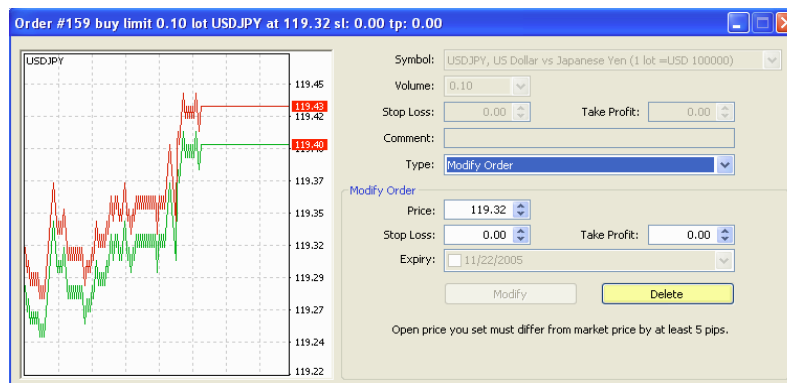 Order #159 buy limit 0.10 lot USDJPY at 119.32 sl: 0.00 tp: 0.00
USDJPY
119.45
119.43
119.42
119.40
119.37
119.35
119.32
119.29
119.27
119.24
119.22
Symbol: USDJPY, US Dollar vs Japanese Yen (1 lot =USD 100000)
Volume: 0.10
Stop Loss: 0.00 Take Profit: 0.00
Comment:
Type: Modify Order
Modify Order
Price: 119.32
Stop Loss: 0.00 Take Profit: 0.00
Expiry: 11/22/2005
Modify Delete
Open price you set must differ from market price by at least 5 pips.